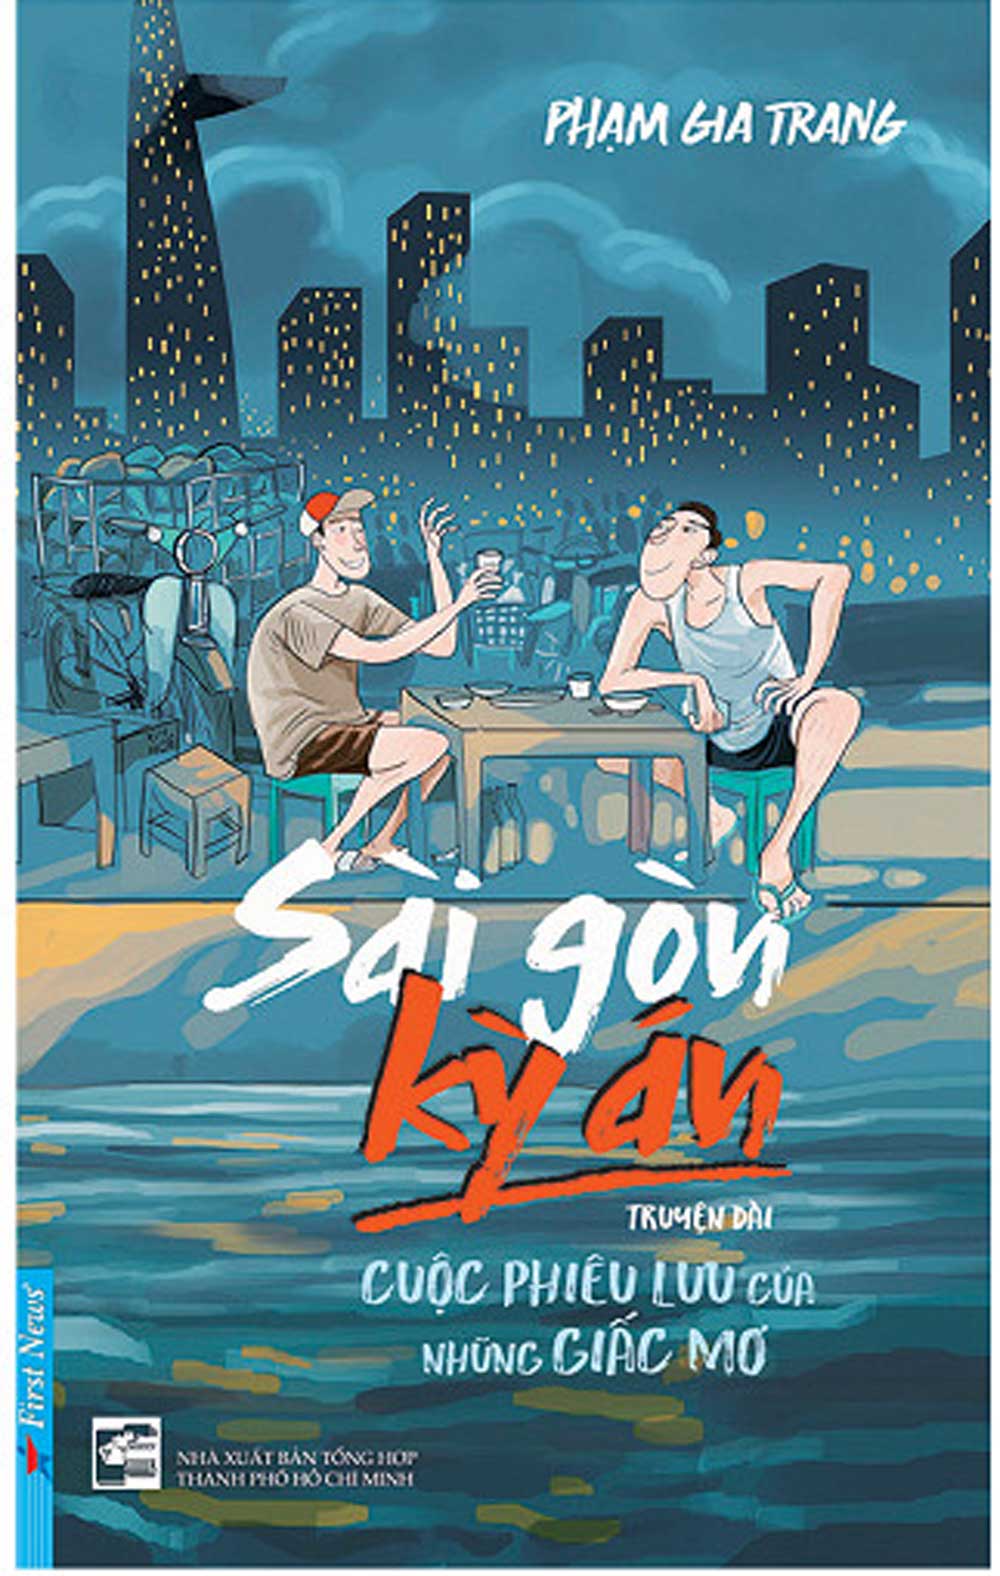 PHẠM GIA TRANG
Sài gòn
kỳ án
TRUYỆN DÀI
CUỘC PHIÊU LƯU CỦA
NHỮNG GIẤC MƠ
First News
NHÀ XUẤT BẢN TỔNG HỢP
THÀNH PHỐ HỒ CHÍ MINH